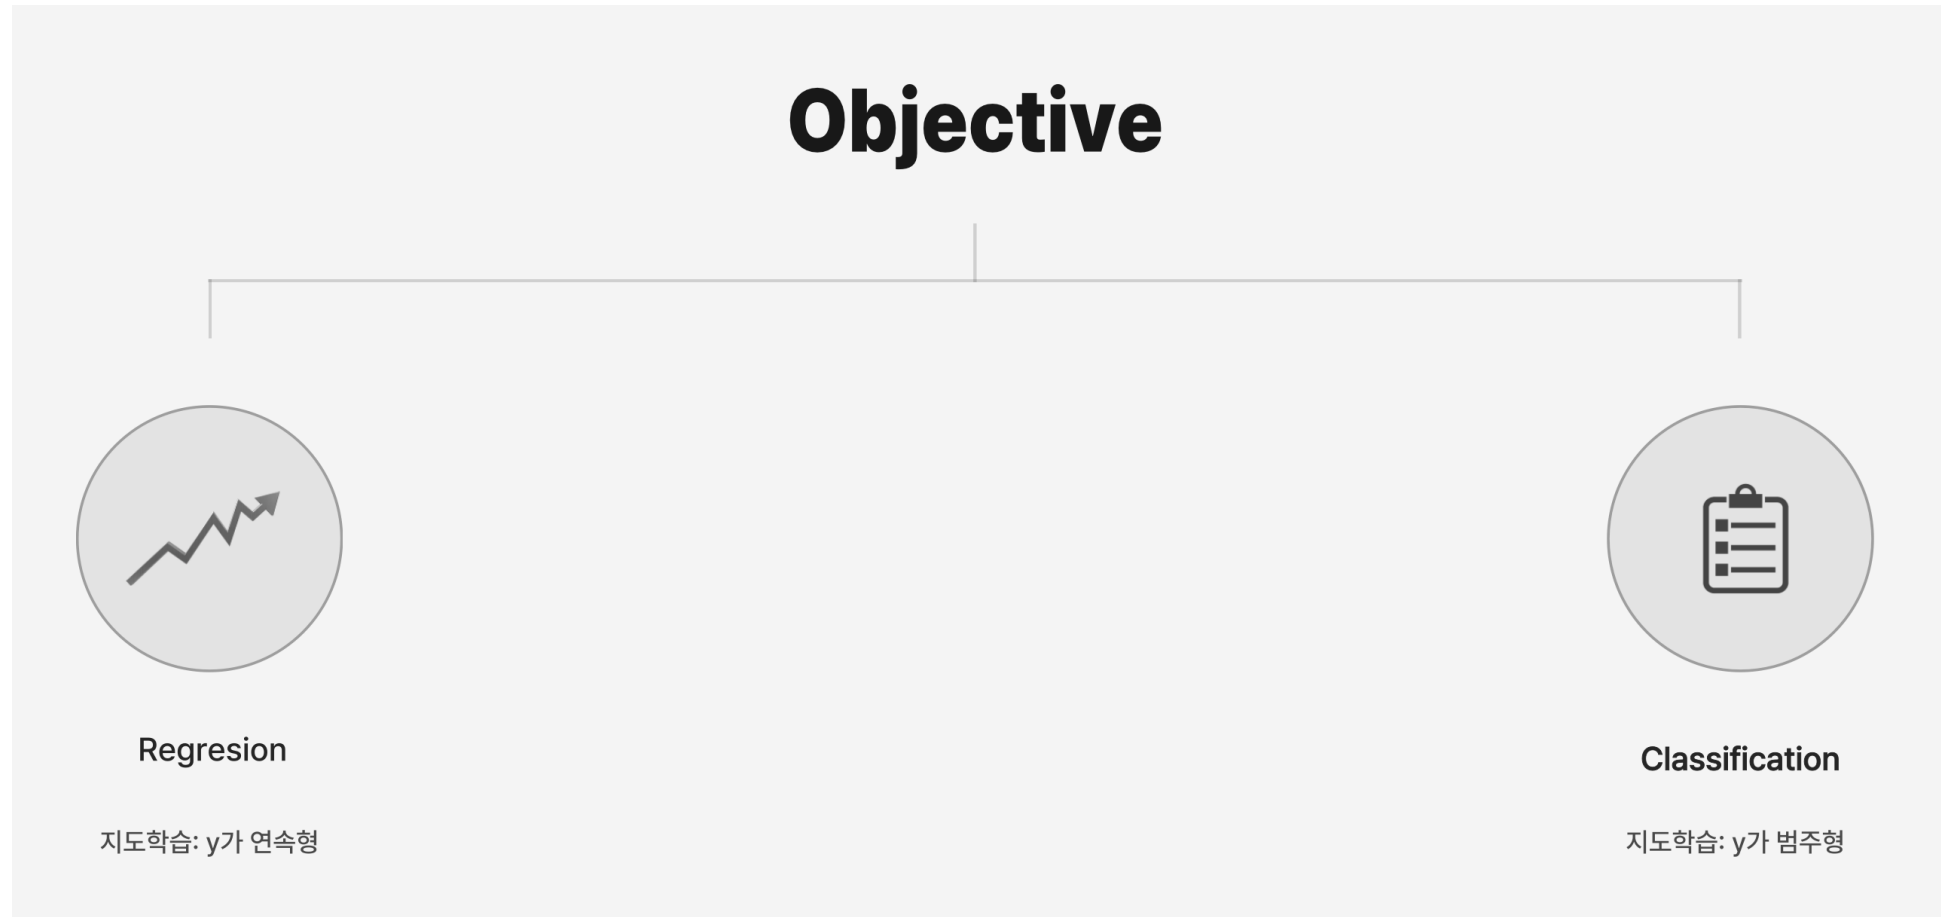 Objective
Regresion
Classification
지도학습: y가 연속형
지도학습: y가 범주형